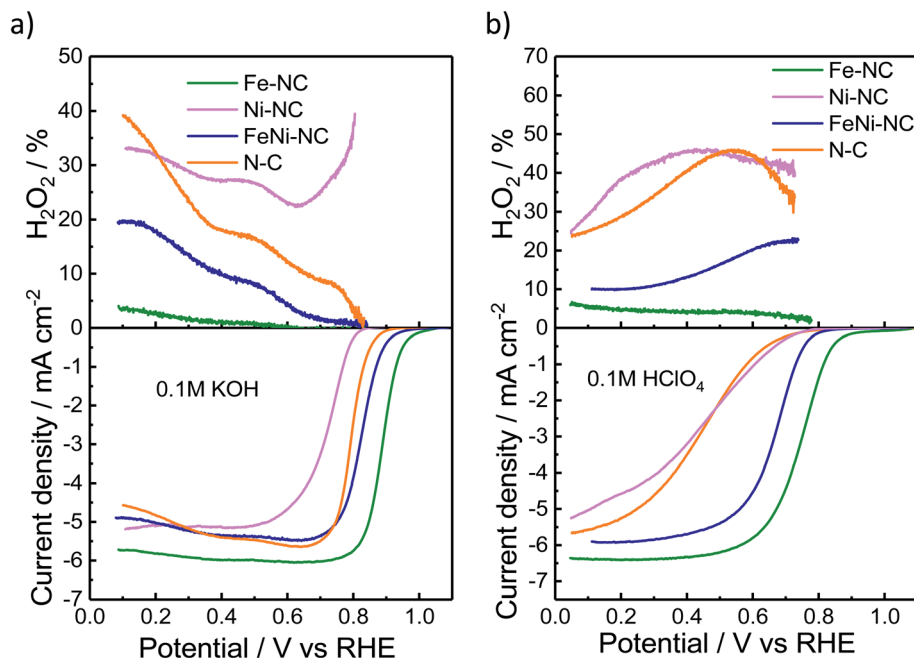 a)
50
40
30
20
10
0
H₂O₂ / %
Fe-NC
Ni-NC
FeNi-NC
N-C
-1
-2
-3
-4
-5
-6
-7
Current density / mA cm⁻²
0.1M KOH
0.0 0.2 0.4 0.6 0.8 1.0
Potential / V vs RHE
b)
70
60
50
40
30
20
10
0
H₂O₂ / %
Fe-NC
Ni-NC
FeNi-NC
N-C
-1
-2
-3
-4
-5
-6
-7
Current density / mA cm⁻²
0.1M HClO₄
0.0 0.2 0.4 0.6 0.8 1.0
Potential / V vs RHE